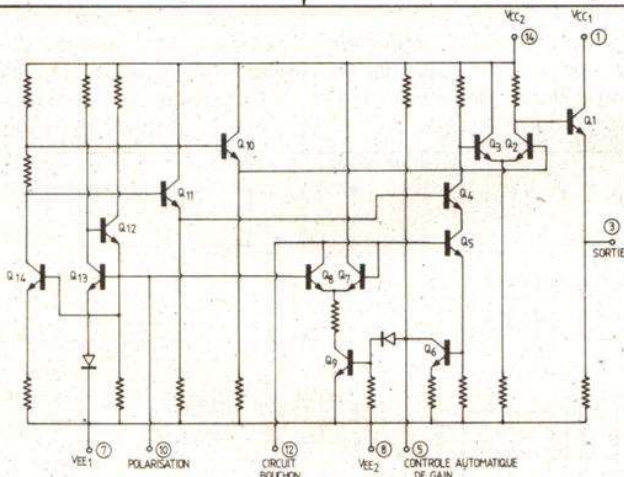 VCC2
VCC1
14
1
Q1
Q3
Q2
Q10
Q11
Q4
Q12
Q5
3
SORTIE
Q14
Q13
Q8
Q7
Q9
Q6
7
10
12
8
5
VEE1
POLARISATION
CIRCUIT
BOUCHON
VEE2
CONTROLE AUTOMATIQUE
DE GAIN